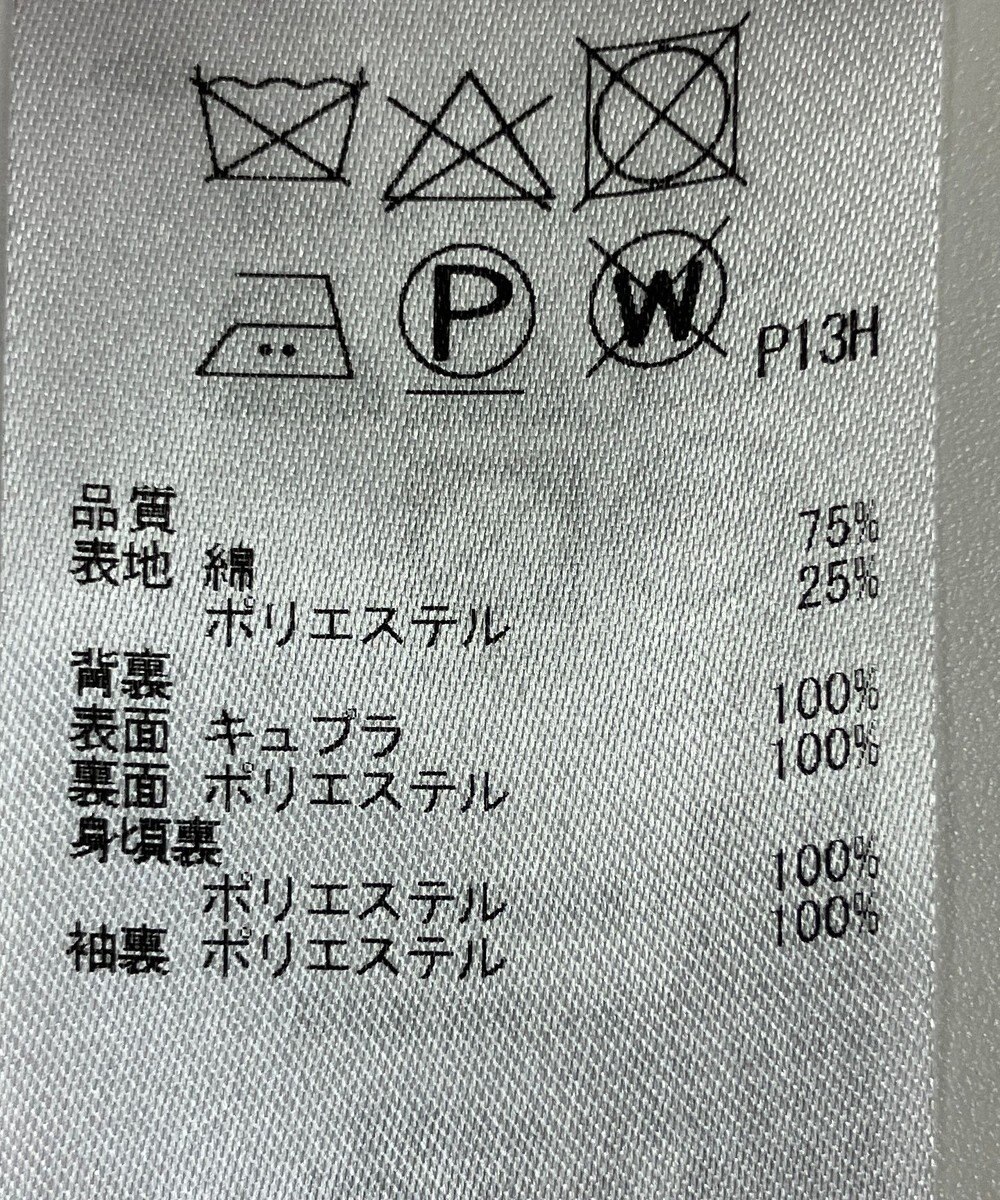 P W P13H
品質
表地 綿 75%
ポリエステル 25%
背裏
表面 キュプラ 100%
裏面 ポリエステル 100%
身頃裏
ポリエステル 100%
袖裏 ポリエステル 100%